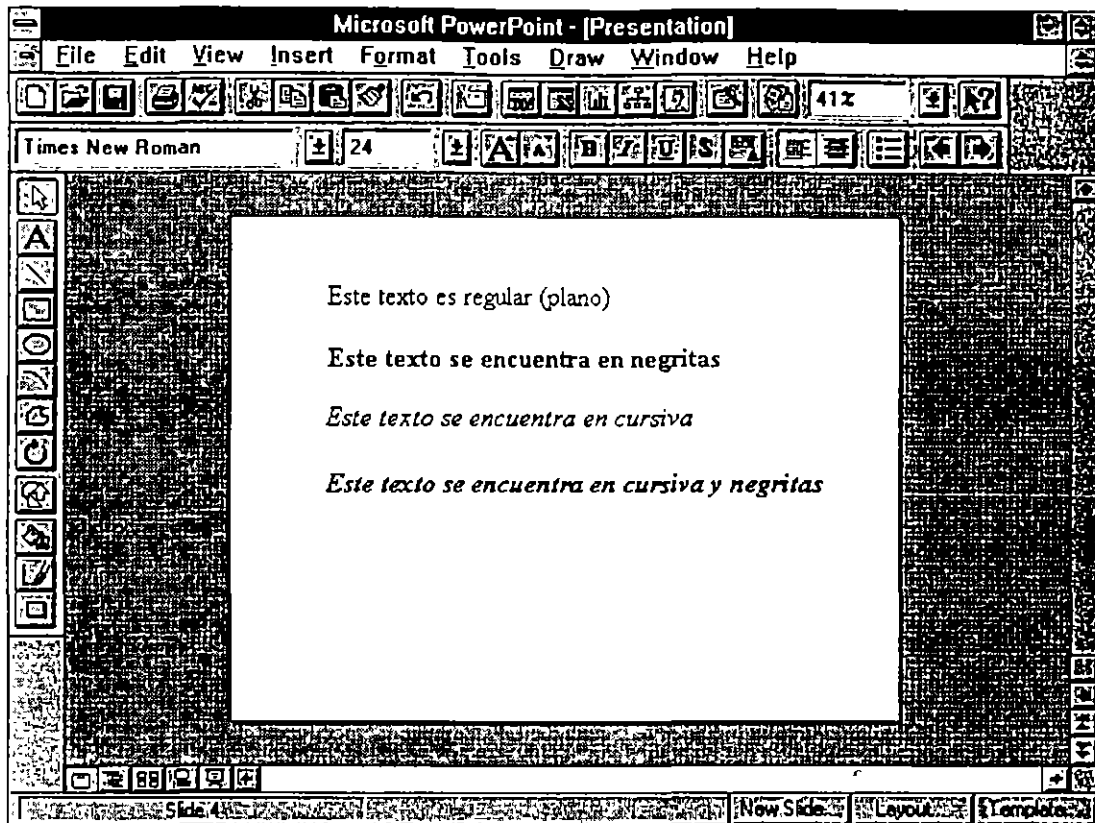 Microsoft PowerPoint - [Presentation]
File Edit View Insert Format Tools Draw Window Help
41%
Times New Roman 24 A A B I U S
A
Este texto es regular (plano)
Este texto se encuentra en negritas
Este texto se encuentra en cursiva
Este texto se encuentra en cursiva y negritas
Slide 4 New Slide... Layout... Template...